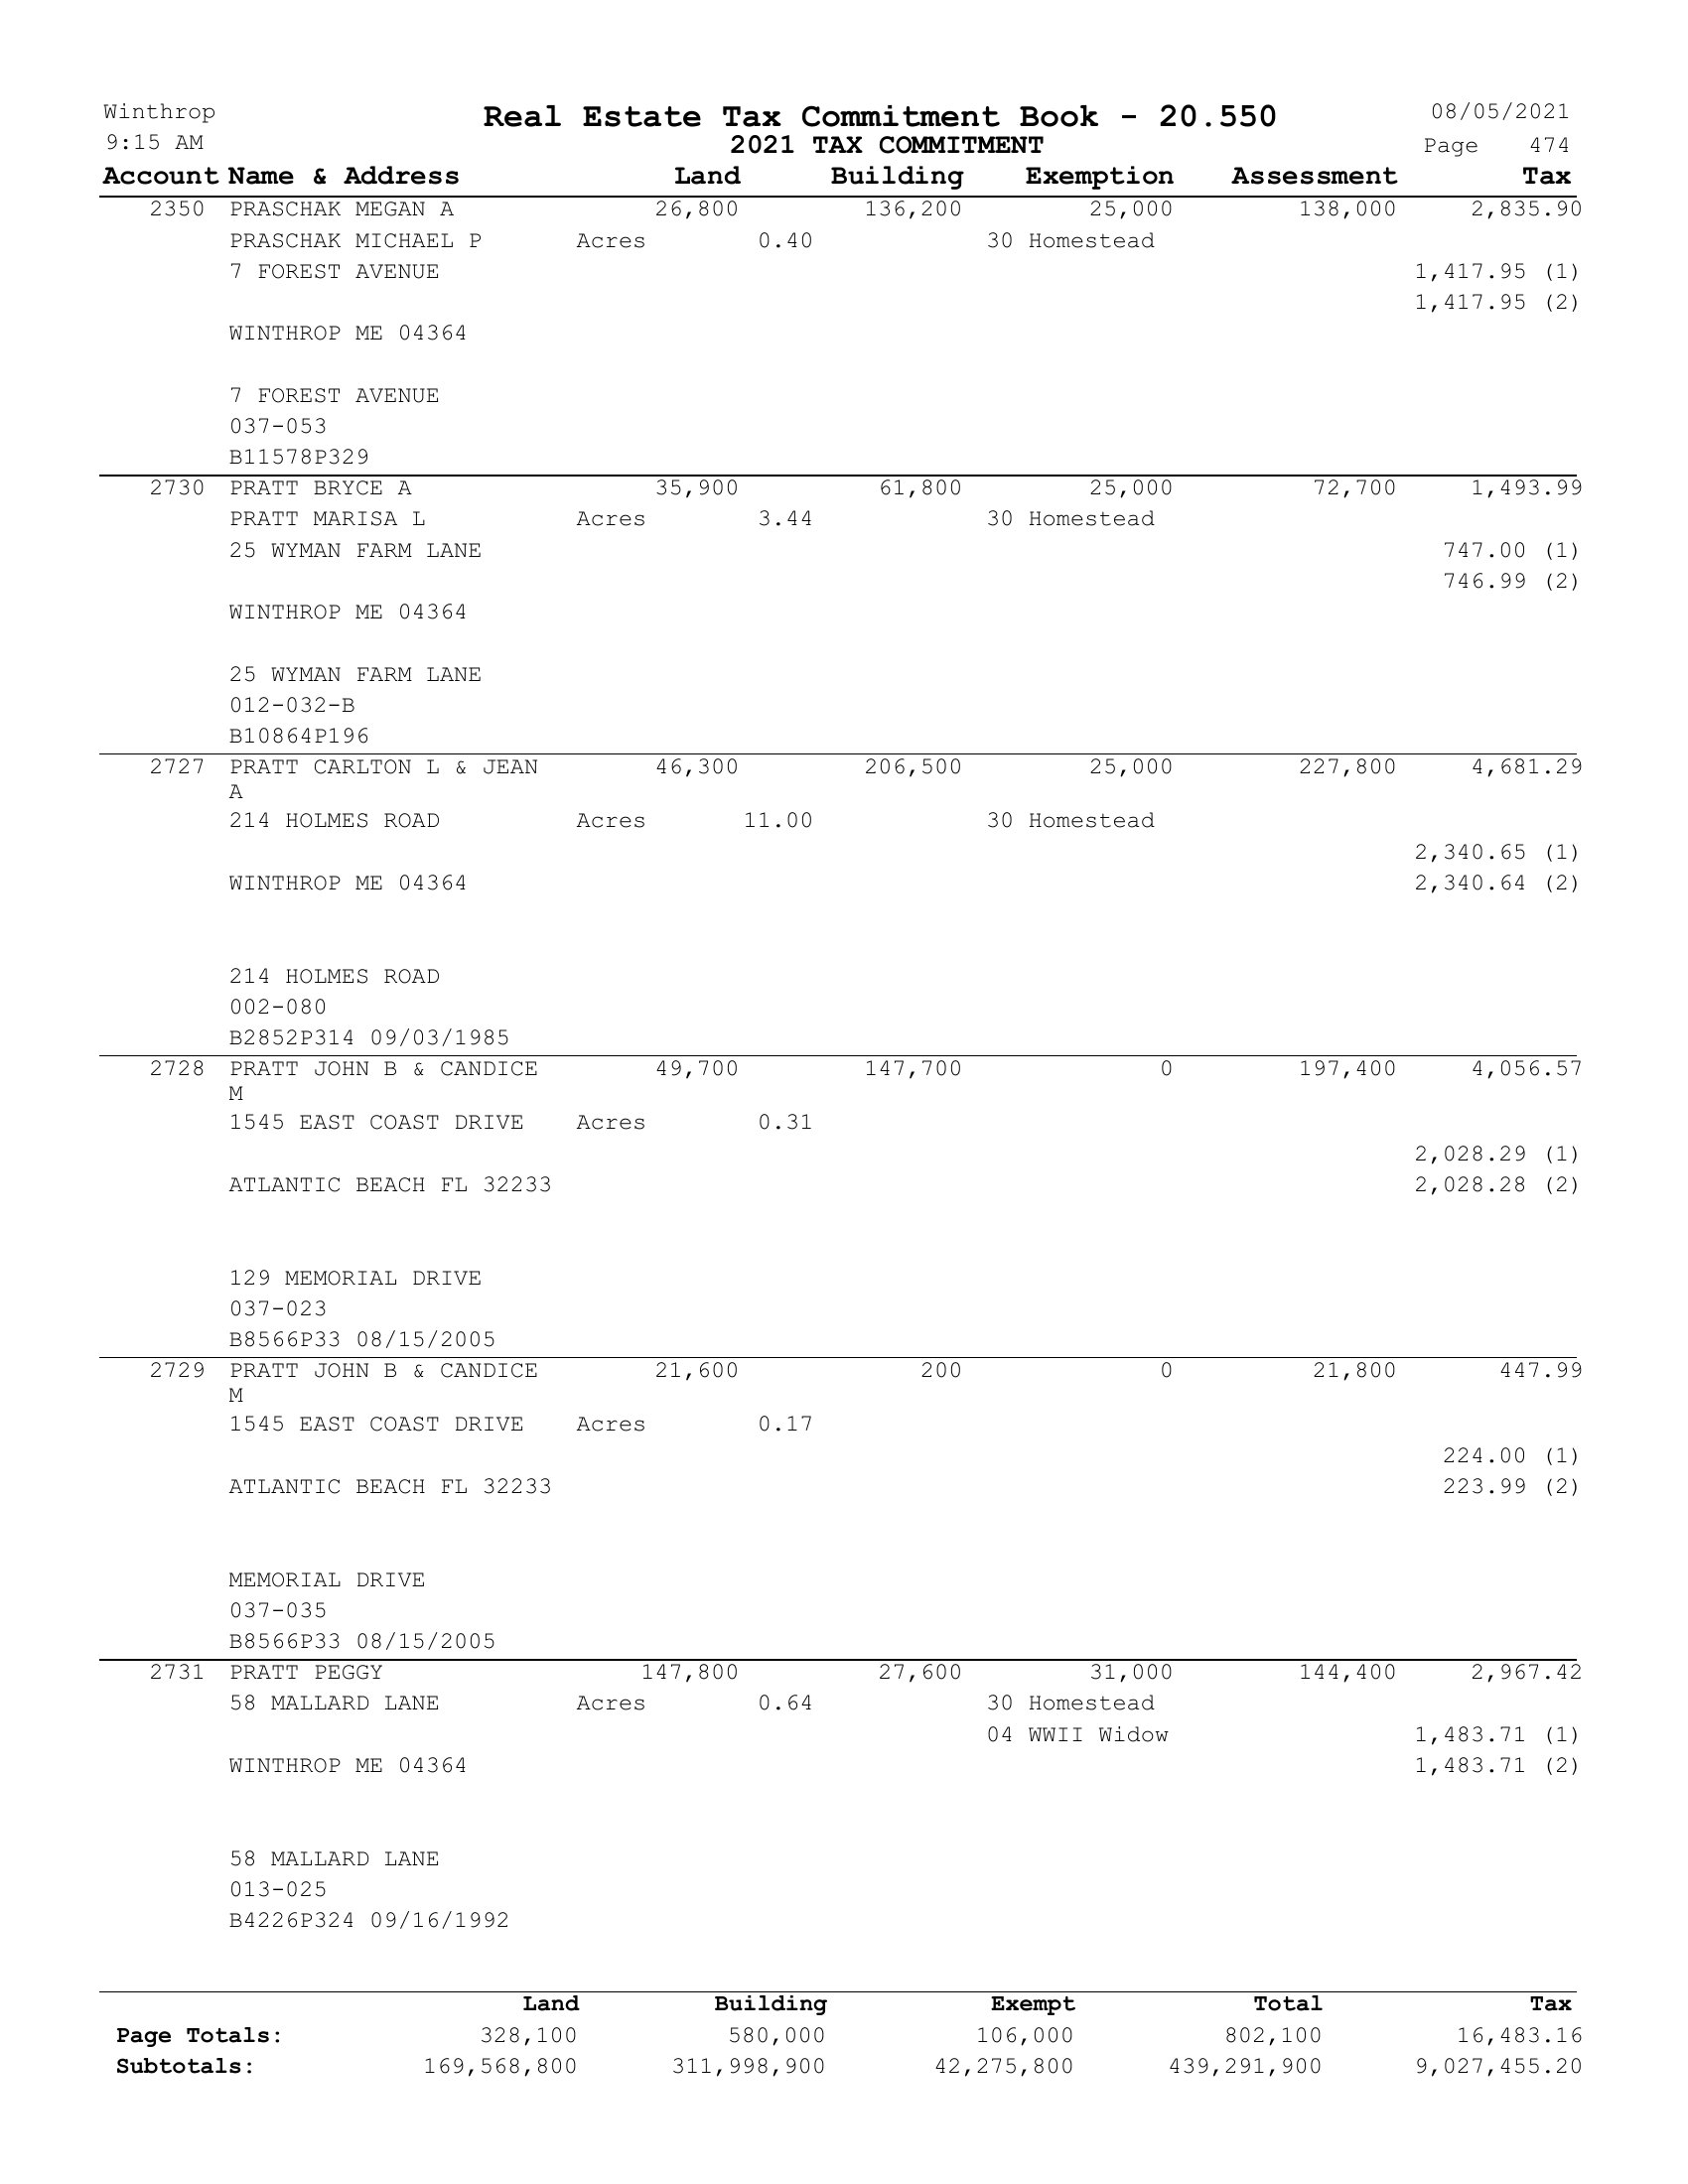 Winthrop Real Estate Tax Commitment Book - 20.550 08/05/2021
9:15 AM 2021 TAX COMMITMENT Page 474
Account Name & Address Land Building Exemption Assessment Tax
2350 PRASCHAK MEGAN A 26,800 136,200 25,000 138,000 2,835.90
PRASCHAK MICHAEL P Acres 0.40 30 Homestead
7 FOREST AVENUE 1,417.95 (1)
1,417.95 (2)
WINTHROP ME 04364
7 FOREST AVENUE
037-053
B11578P329
2730 PRATT BRYCE A 35,900 61,800 25,000 72,700 1,493.99
PRATT MARISA L Acres 3.44 30 Homestead
25 WYMAN FARM LANE 747.00 (1)
746.99 (2)
WINTHROP ME 04364
25 WYMAN FARM LANE
012-032-B
B10864P196
2727 PRATT CARLTON L & JEAN 46,300 206,500 25,000 227,800 4,681.29
A
214 HOLMES ROAD Acres 11.00 30 Homestead
2,340.65 (1)
WINTHROP ME 04364 2,340.64 (2)
214 HOLMES ROAD
002-080
B2852P314 09/03/1985
2728 PRATT JOHN B & CANDICE 49,700 147,700 0 197,400 4,056.57
M
1545 EAST COAST DRIVE Acres 0.31
2,028.29 (1)
ATLANTIC BEACH FL 32233 2,028.28 (2)
129 MEMORIAL DRIVE
037-023
B8566P33 08/15/2005
2729 PRATT JOHN B & CANDICE 21,600 200 0 21,800 447.99
M
1545 EAST COAST DRIVE Acres 0.17
224.00 (1)
ATLANTIC BEACH FL 32233 223.99 (2)
MEMORIAL DRIVE
037-035
B8566P33 08/15/2005
2731 PRATT PEGGY 147,800 27,600 31,000 144,400 2,967.42
58 MALLARD LANE Acres 0.64 30 Homestead
04 WWII Widow 1,483.71 (1)
WINTHROP ME 04364 1,483.71 (2)
58 MALLARD LANE
013-025
B4226P324 09/16/1992
Land Building Exempt Total Tax
Page Totals: 328,100 580,000 106,000 802,100 16,483.16
Subtotals: 169,568,800 311,998,900 42,275,800 439,291,900 9,027,455.20